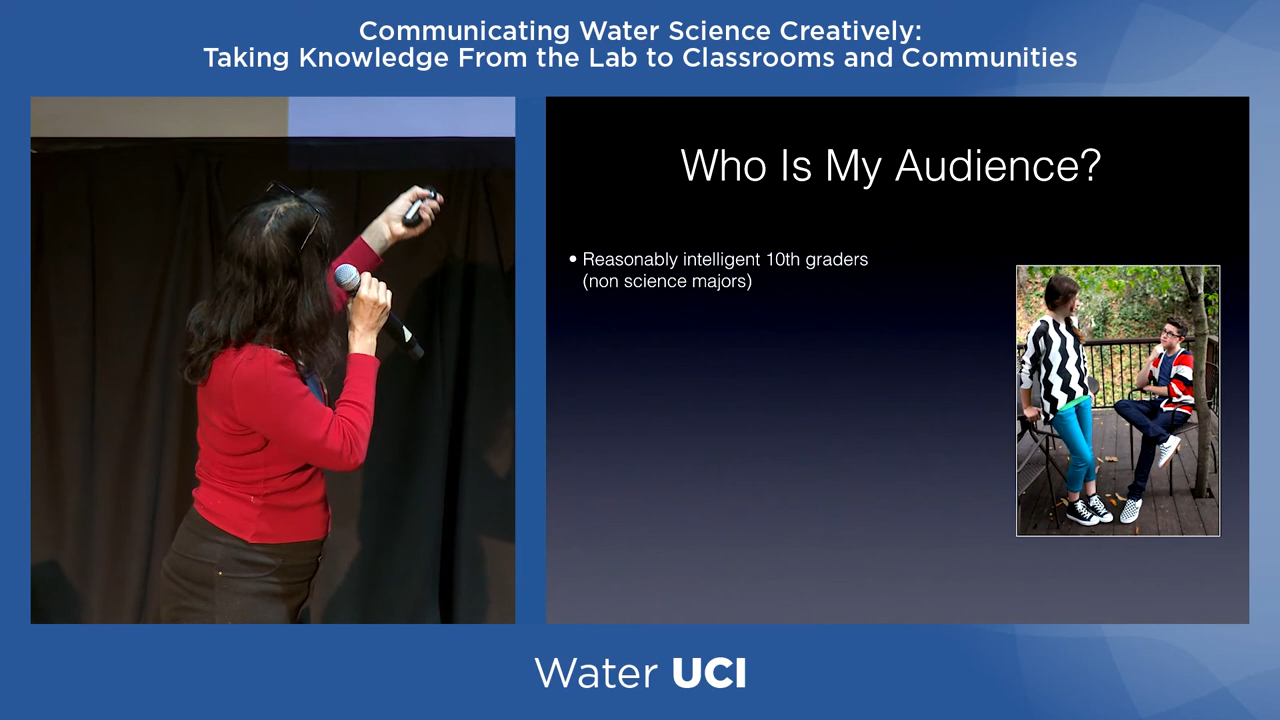 Communicating Water Science Creatively:
Taking Knowledge From the Lab to Classrooms and Communities
Who Is My Audience?
• Reasonably intelligent 10th graders
(non science majors)
Water UCI